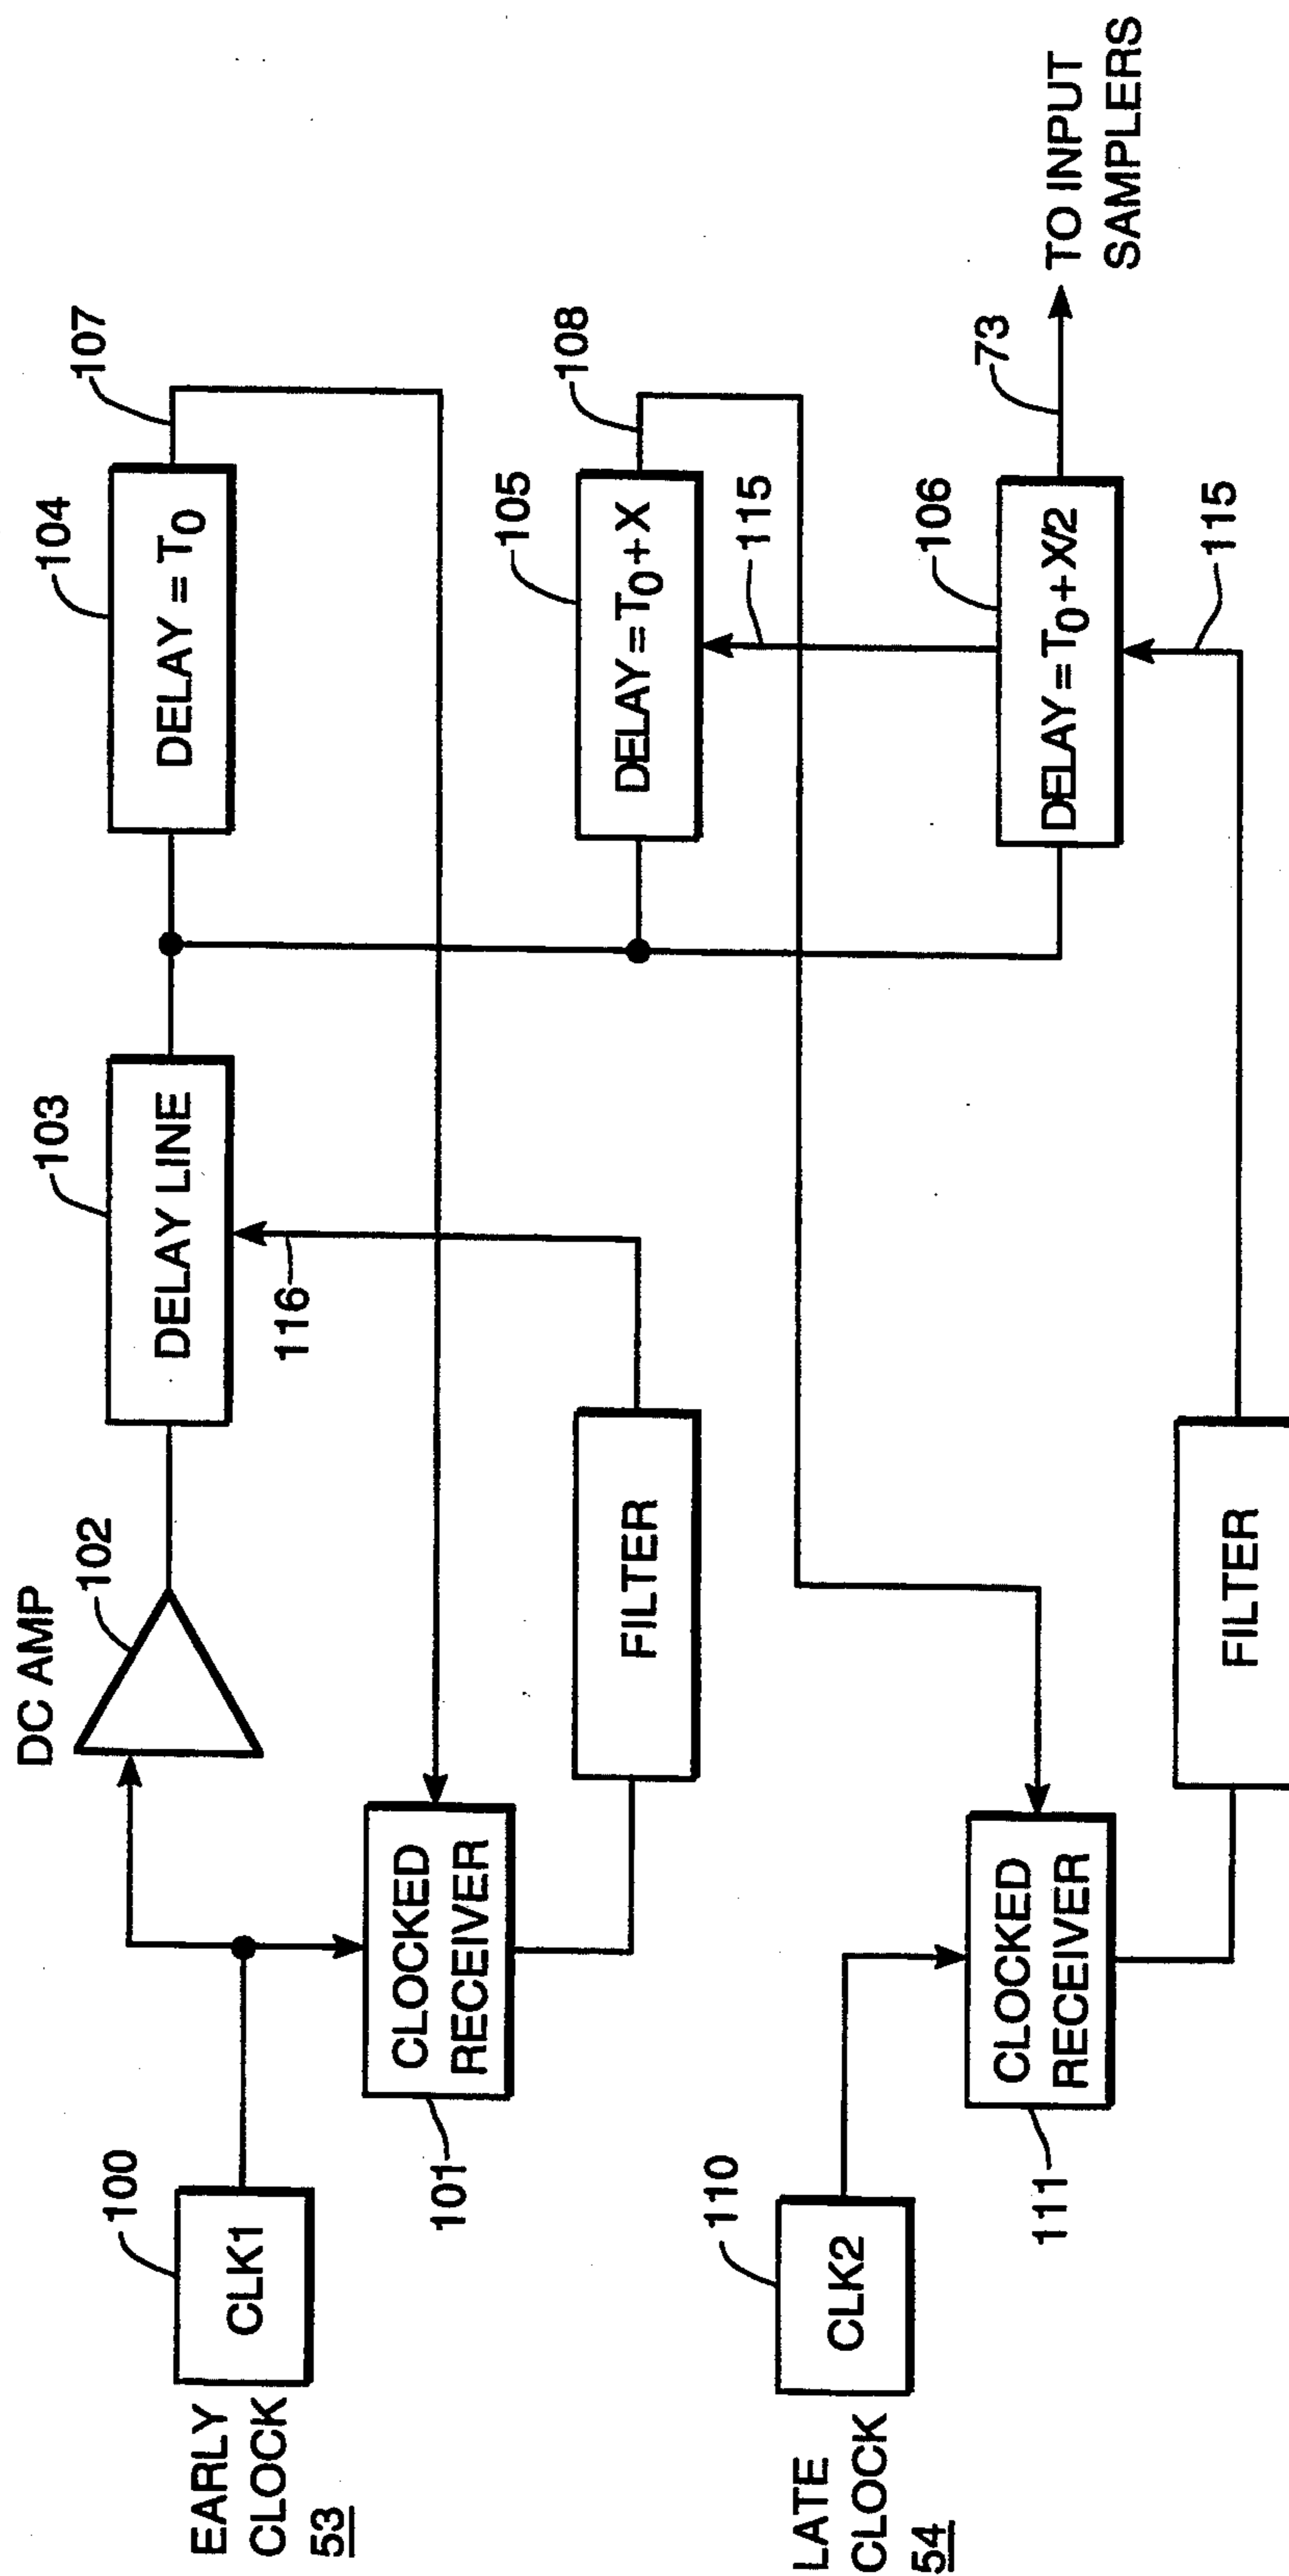 DC AMP
102
103
DELAY LINE
104
DELAY = T0
107
100
CLK1
EARLY
CLOCK
53
CLOCKED
RECEIVER
101
116
FILTER
105
DELAY = T0 + X
108
115
110
CLK2
LATE
CLOCK
54
CLOCKED
RECEIVER
111
106
DELAY = T0 + X/2
73
TO INPUT
SAMPLERS
115
FILTER